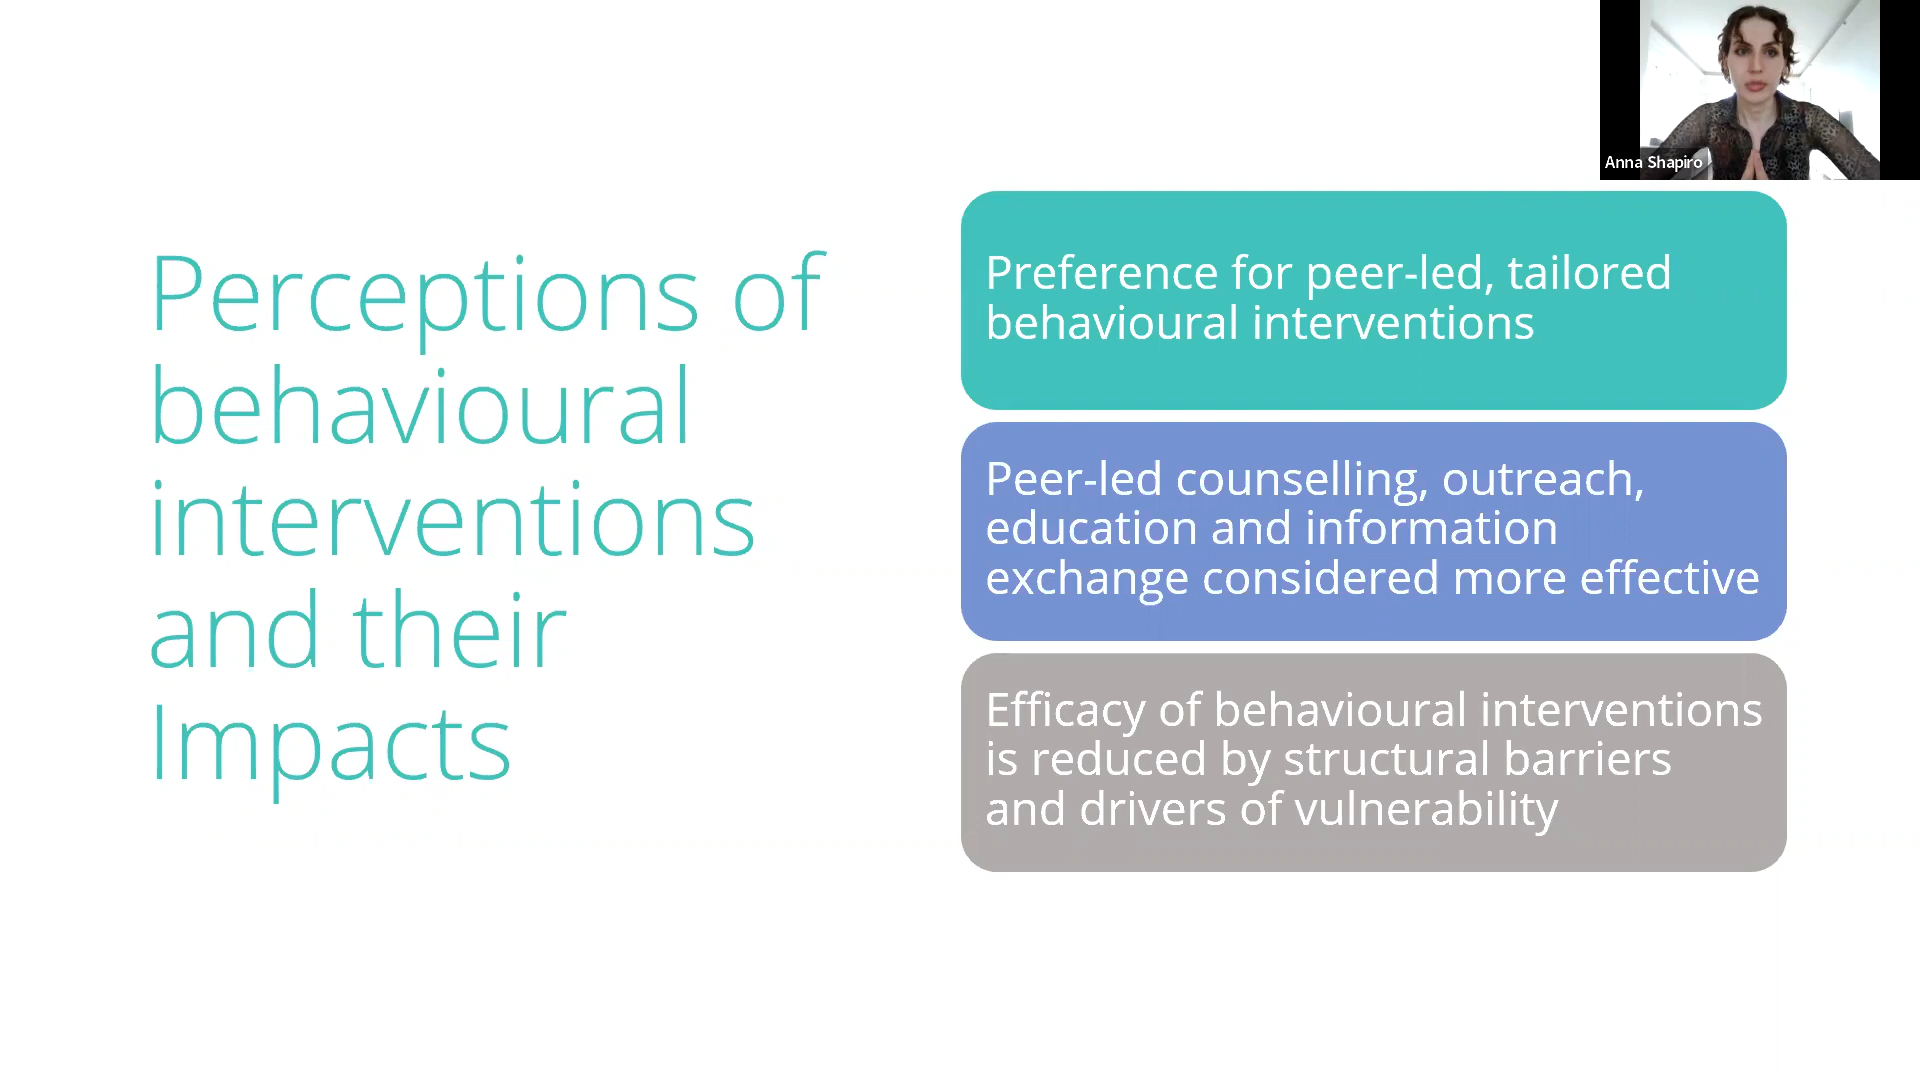 Anna Shapiro
Perceptions of
behavioural
interventions
and their
Impacts
Preference for peer-led, tailored
behavioural interventions
Peer-led counselling, outreach,
education and information
exchange considered more effective
Efficacy of behavioural interventions
is reduced by structural barriers
and drivers of vulnerability